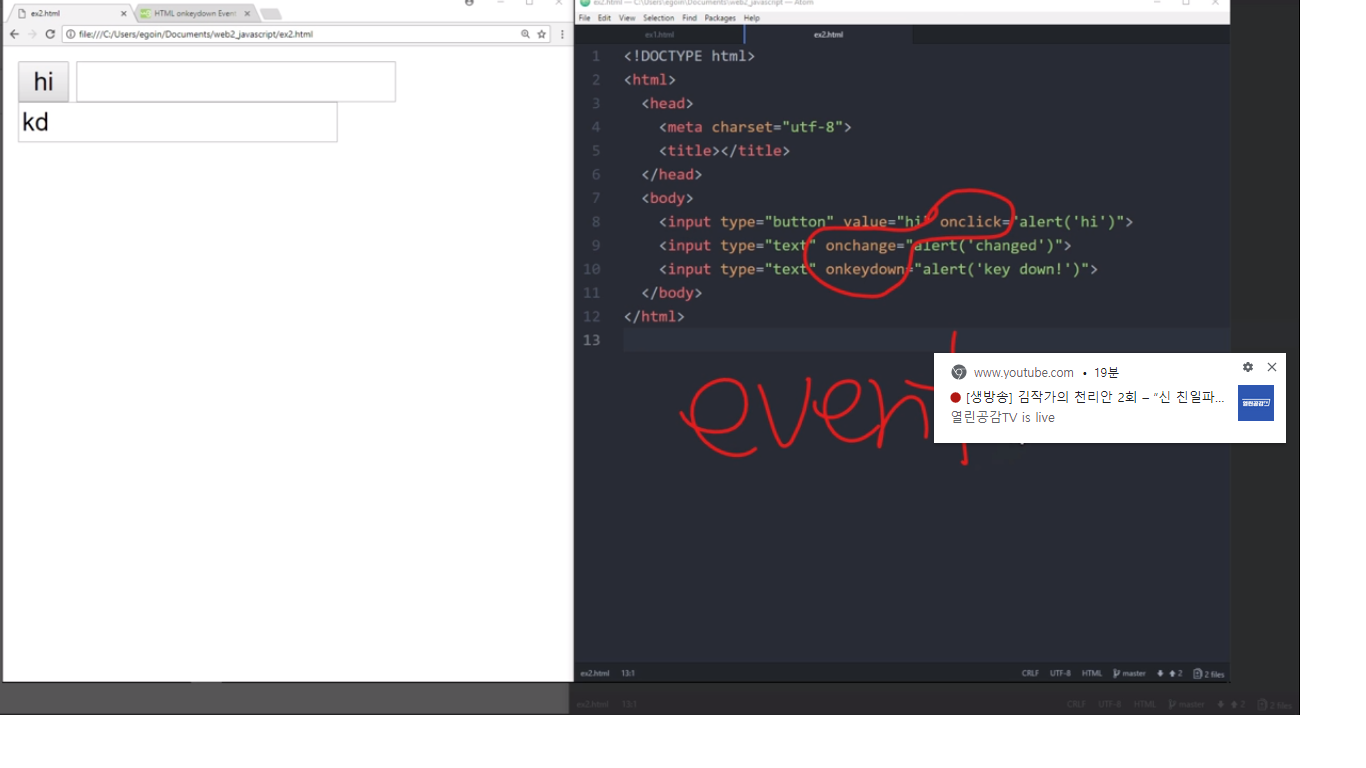 ex2.html
HTML onkeydown Event
file:///C:/Users/egoin/Documents/web2_javascript/ex2.html
hi
kd
ex2.html — C:\Users\egoin\Documents\web2_javascript — Atom
File Edit View Selection Find Packages Help
ex1.html ex2.html
1 <!DOCTYPE html>
2 <html>
3 <head>
4 <meta charset="utf-8">
5 <title></title>
6 </head>
7 <body>
8 <input type="button" value="hi" onclick="alert('hi')">
9 <input type="text" onchange="alert('changed')">
10 <input type="text" onkeydown="alert('key down!')">
11 </body>
12 </html>
13
event
www.youtube.com • 19분
[생방송] 김작가의 천리안 2회 – “신 친일파...
열린공감TV
열린공감TV is live
ex2.html 13:1 CRLF UTF-8 HTML master 2 2 files
ex2.html 13:1 CRLF UTF-8 HTML master 2 2 files